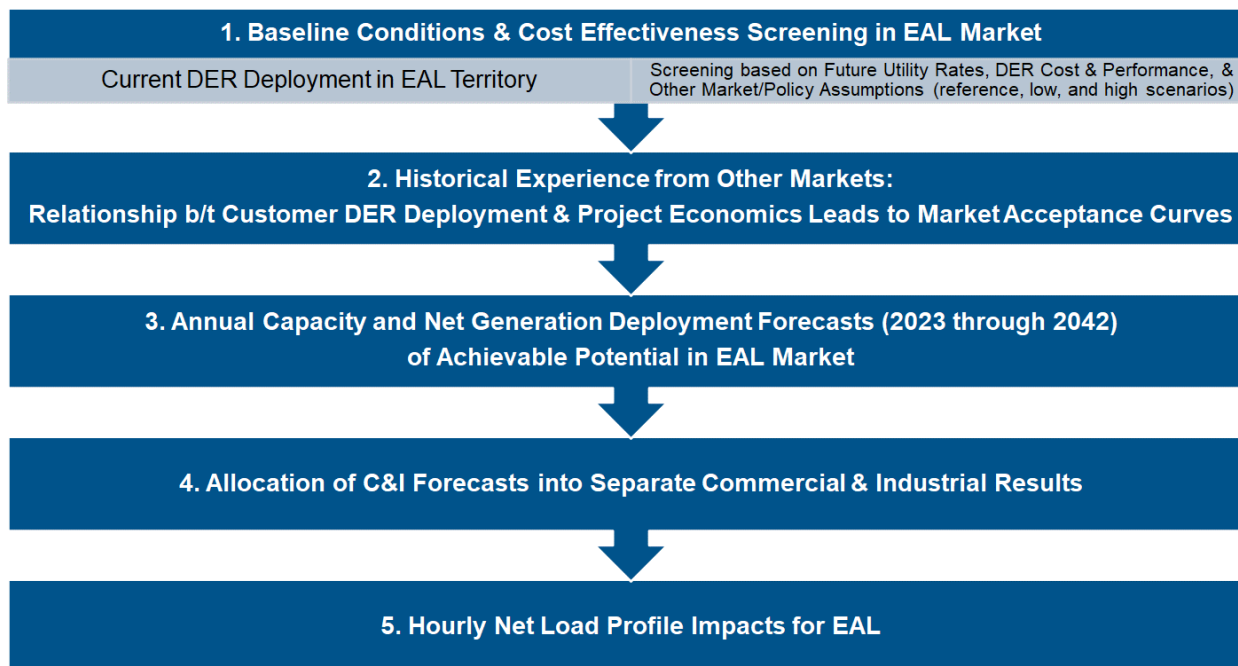 1. Baseline Conditions & Cost Effectiveness Screening in EAL Market
Current DER Deployment in EAL Territory
Screening based on Future Utility Rates, DER Cost & Performance, &
Other Market/Policy Assumptions (reference, low, and high scenarios)
2. Historical Experience from Other Markets:
Relationship b/t Customer DER Deployment & Project Economics Leads to Market Acceptance Curves
3. Annual Capacity and Net Generation Deployment Forecasts (2023 through 2042)
of Achievable Potential in EAL Market
4. Allocation of C&I Forecasts into Separate Commercial & Industrial Results
5. Hourly Net Load Profile Impacts for EAL